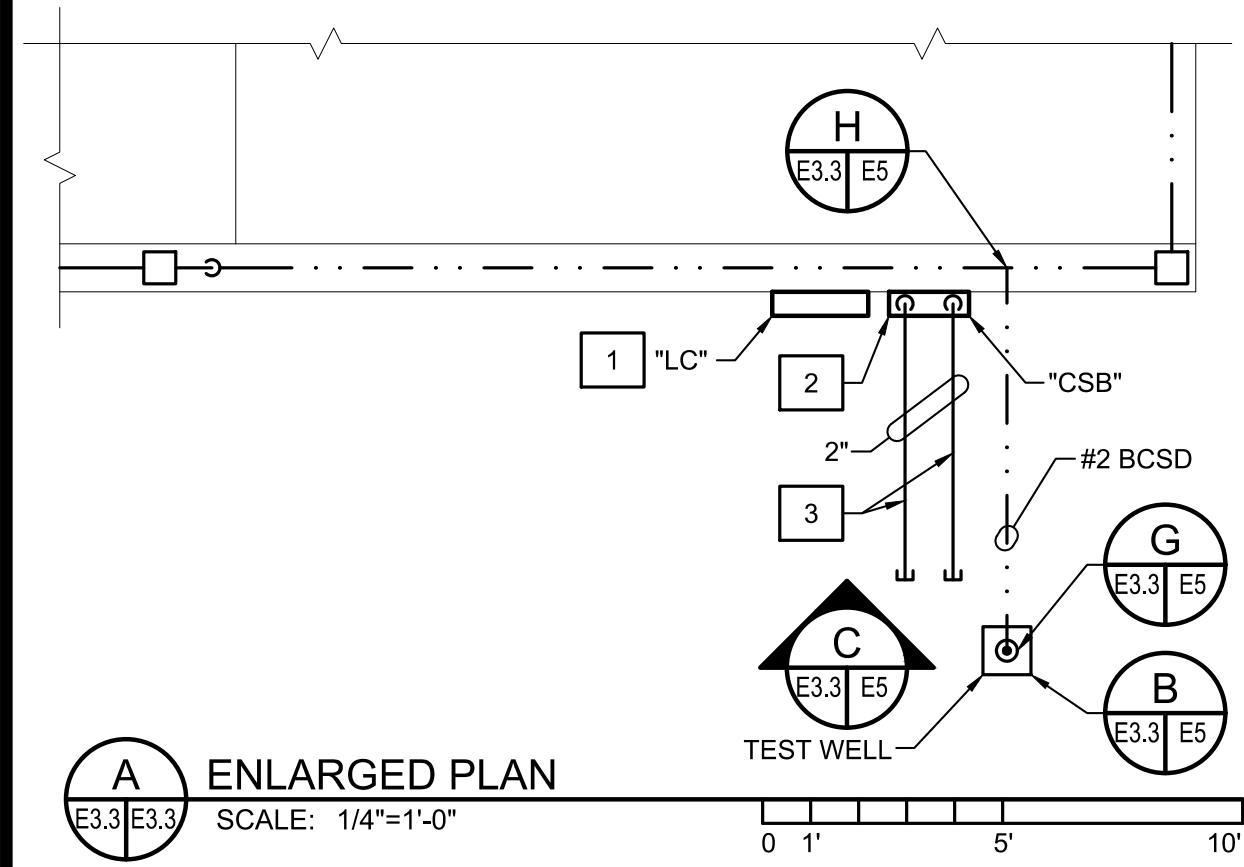 H
E3.3 E5
1 "LC"
2
"CSB"
2"
#2 BCSD
3
G
E3.3 E5
C
E3.3 E5
B
E3.3 E5
TEST WELL
A
E3.3 E3.3
ENLARGED PLAN
SCALE: 1/4"=1'-0"
0 1' 5' 10'